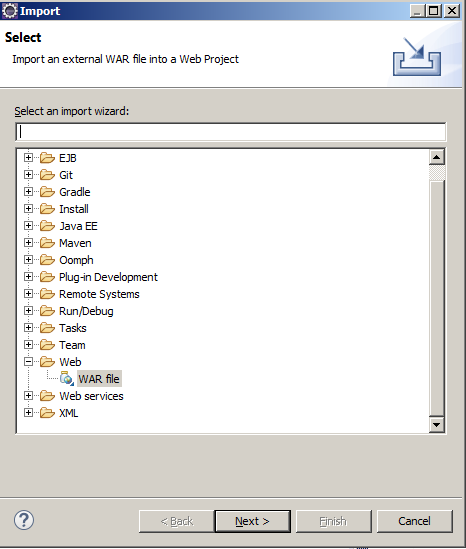 Import
Select
Import an external WAR file into a Web Project
Select an import wizard:
EJB
Git
Gradle
Install
Java EE
Maven
Oomph
Plug-in Development
Remote Systems
Run/Debug
Tasks
Team
Web
WAR file
Web services
XML
? < Back Next > Finish Cancel